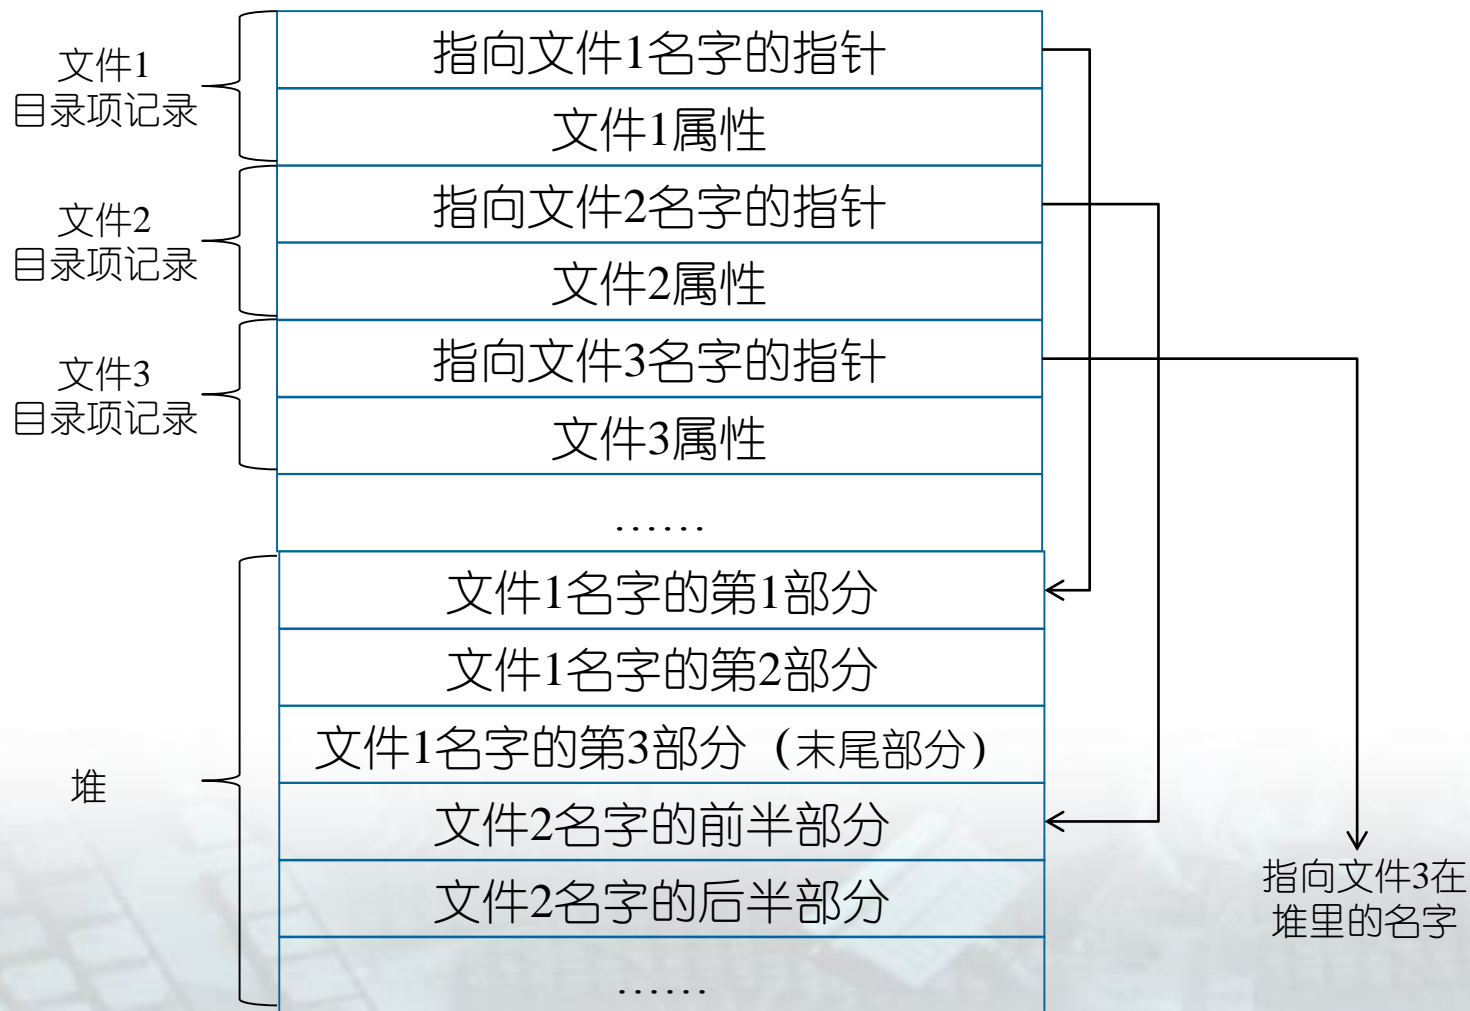 文件1
目录项记录
指向文件1名字的指针
文件1属性
文件2
目录项记录
指向文件2名字的指针
文件2属性
文件3
目录项记录
指向文件3名字的指针
文件3属性
……
堆
文件1名字的第1部分
文件1名字的第2部分
文件1名字的第3部分（末尾部分）
文件2名字的前半部分
文件2名字的后半部分
……
指向文件3在
堆里的名字